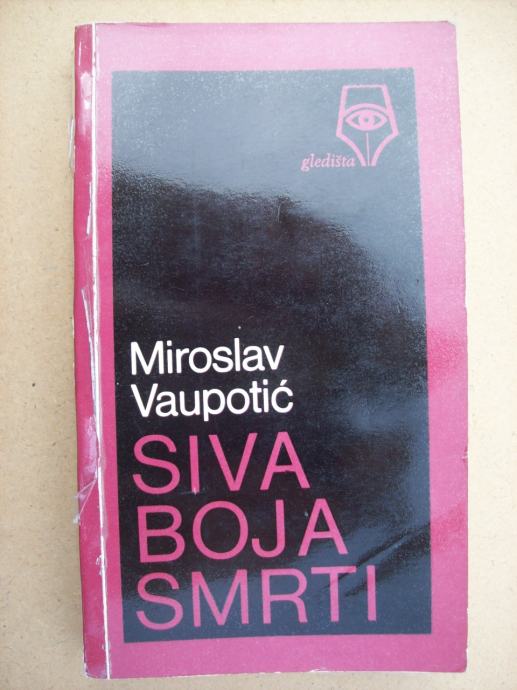 gledišta
Miroslav
Vaupotić
SIVA
BOJA
SMRTI